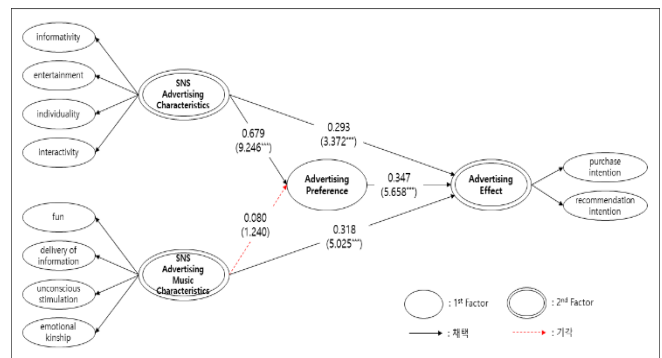 informativity
entertainment
individuality
interactivity
SNS
Advertising
Characteristics
0.679
(9.246***)
0.293
(3.372***)
Advertising
Preference
0.347
(5.658***)
Advertising
Effect
purchase
intention
recommendation
intention
0.080
(1.240)
0.318
(5.025***)
fun
delivery of
information
unconscious
stimulation
emotional
kinship
SNS
Advertising
Music
Characteristics
: 1st Factor
: 2nd Factor
: 채택
: 기각